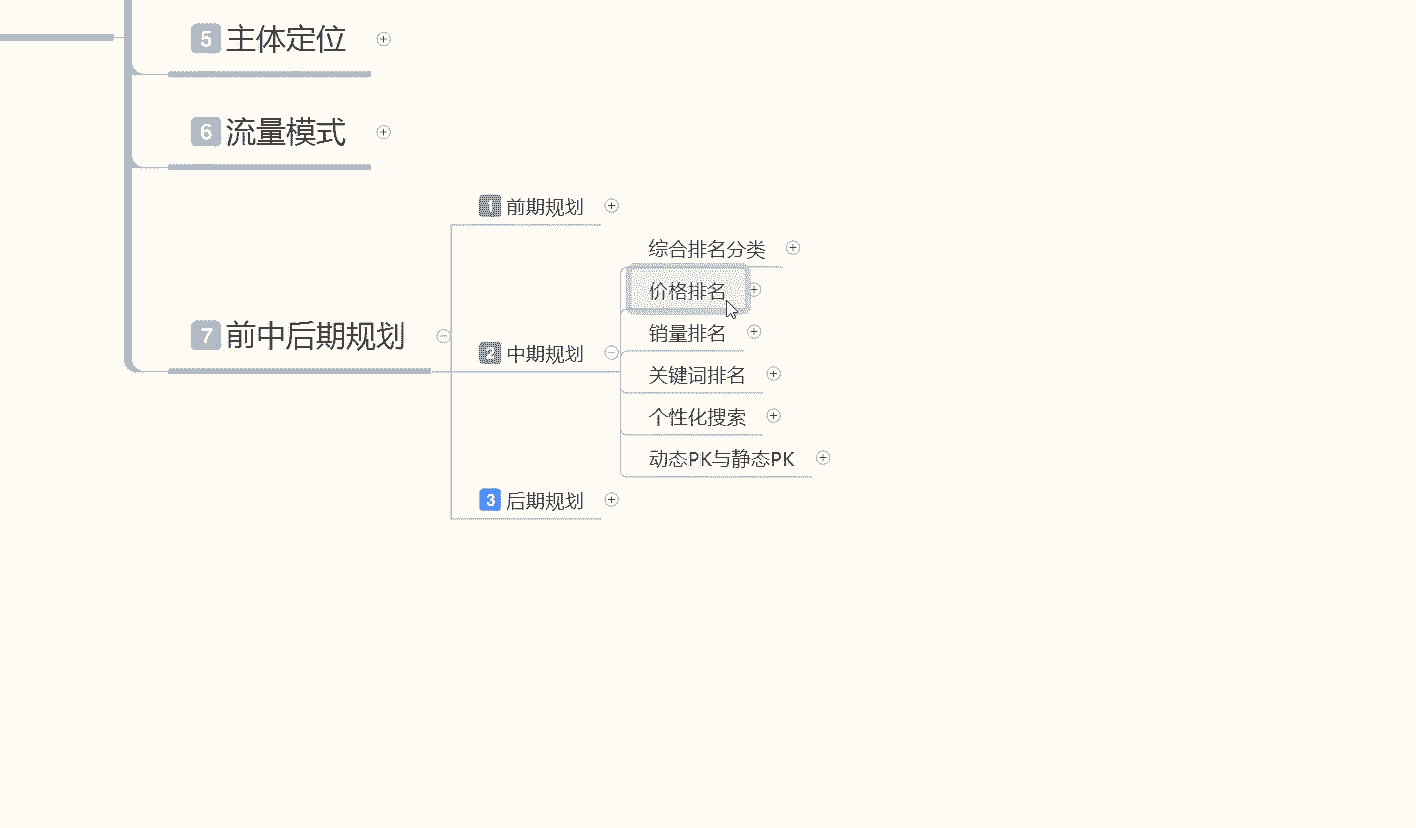 5 主体定位
6 流量模式
7 前中后期规划
1 前期规划
2 中期规划
综合排名分类
价格排名
销量排名
关键词排名
个性化搜索
动态PK与静态PK
3 后期规划